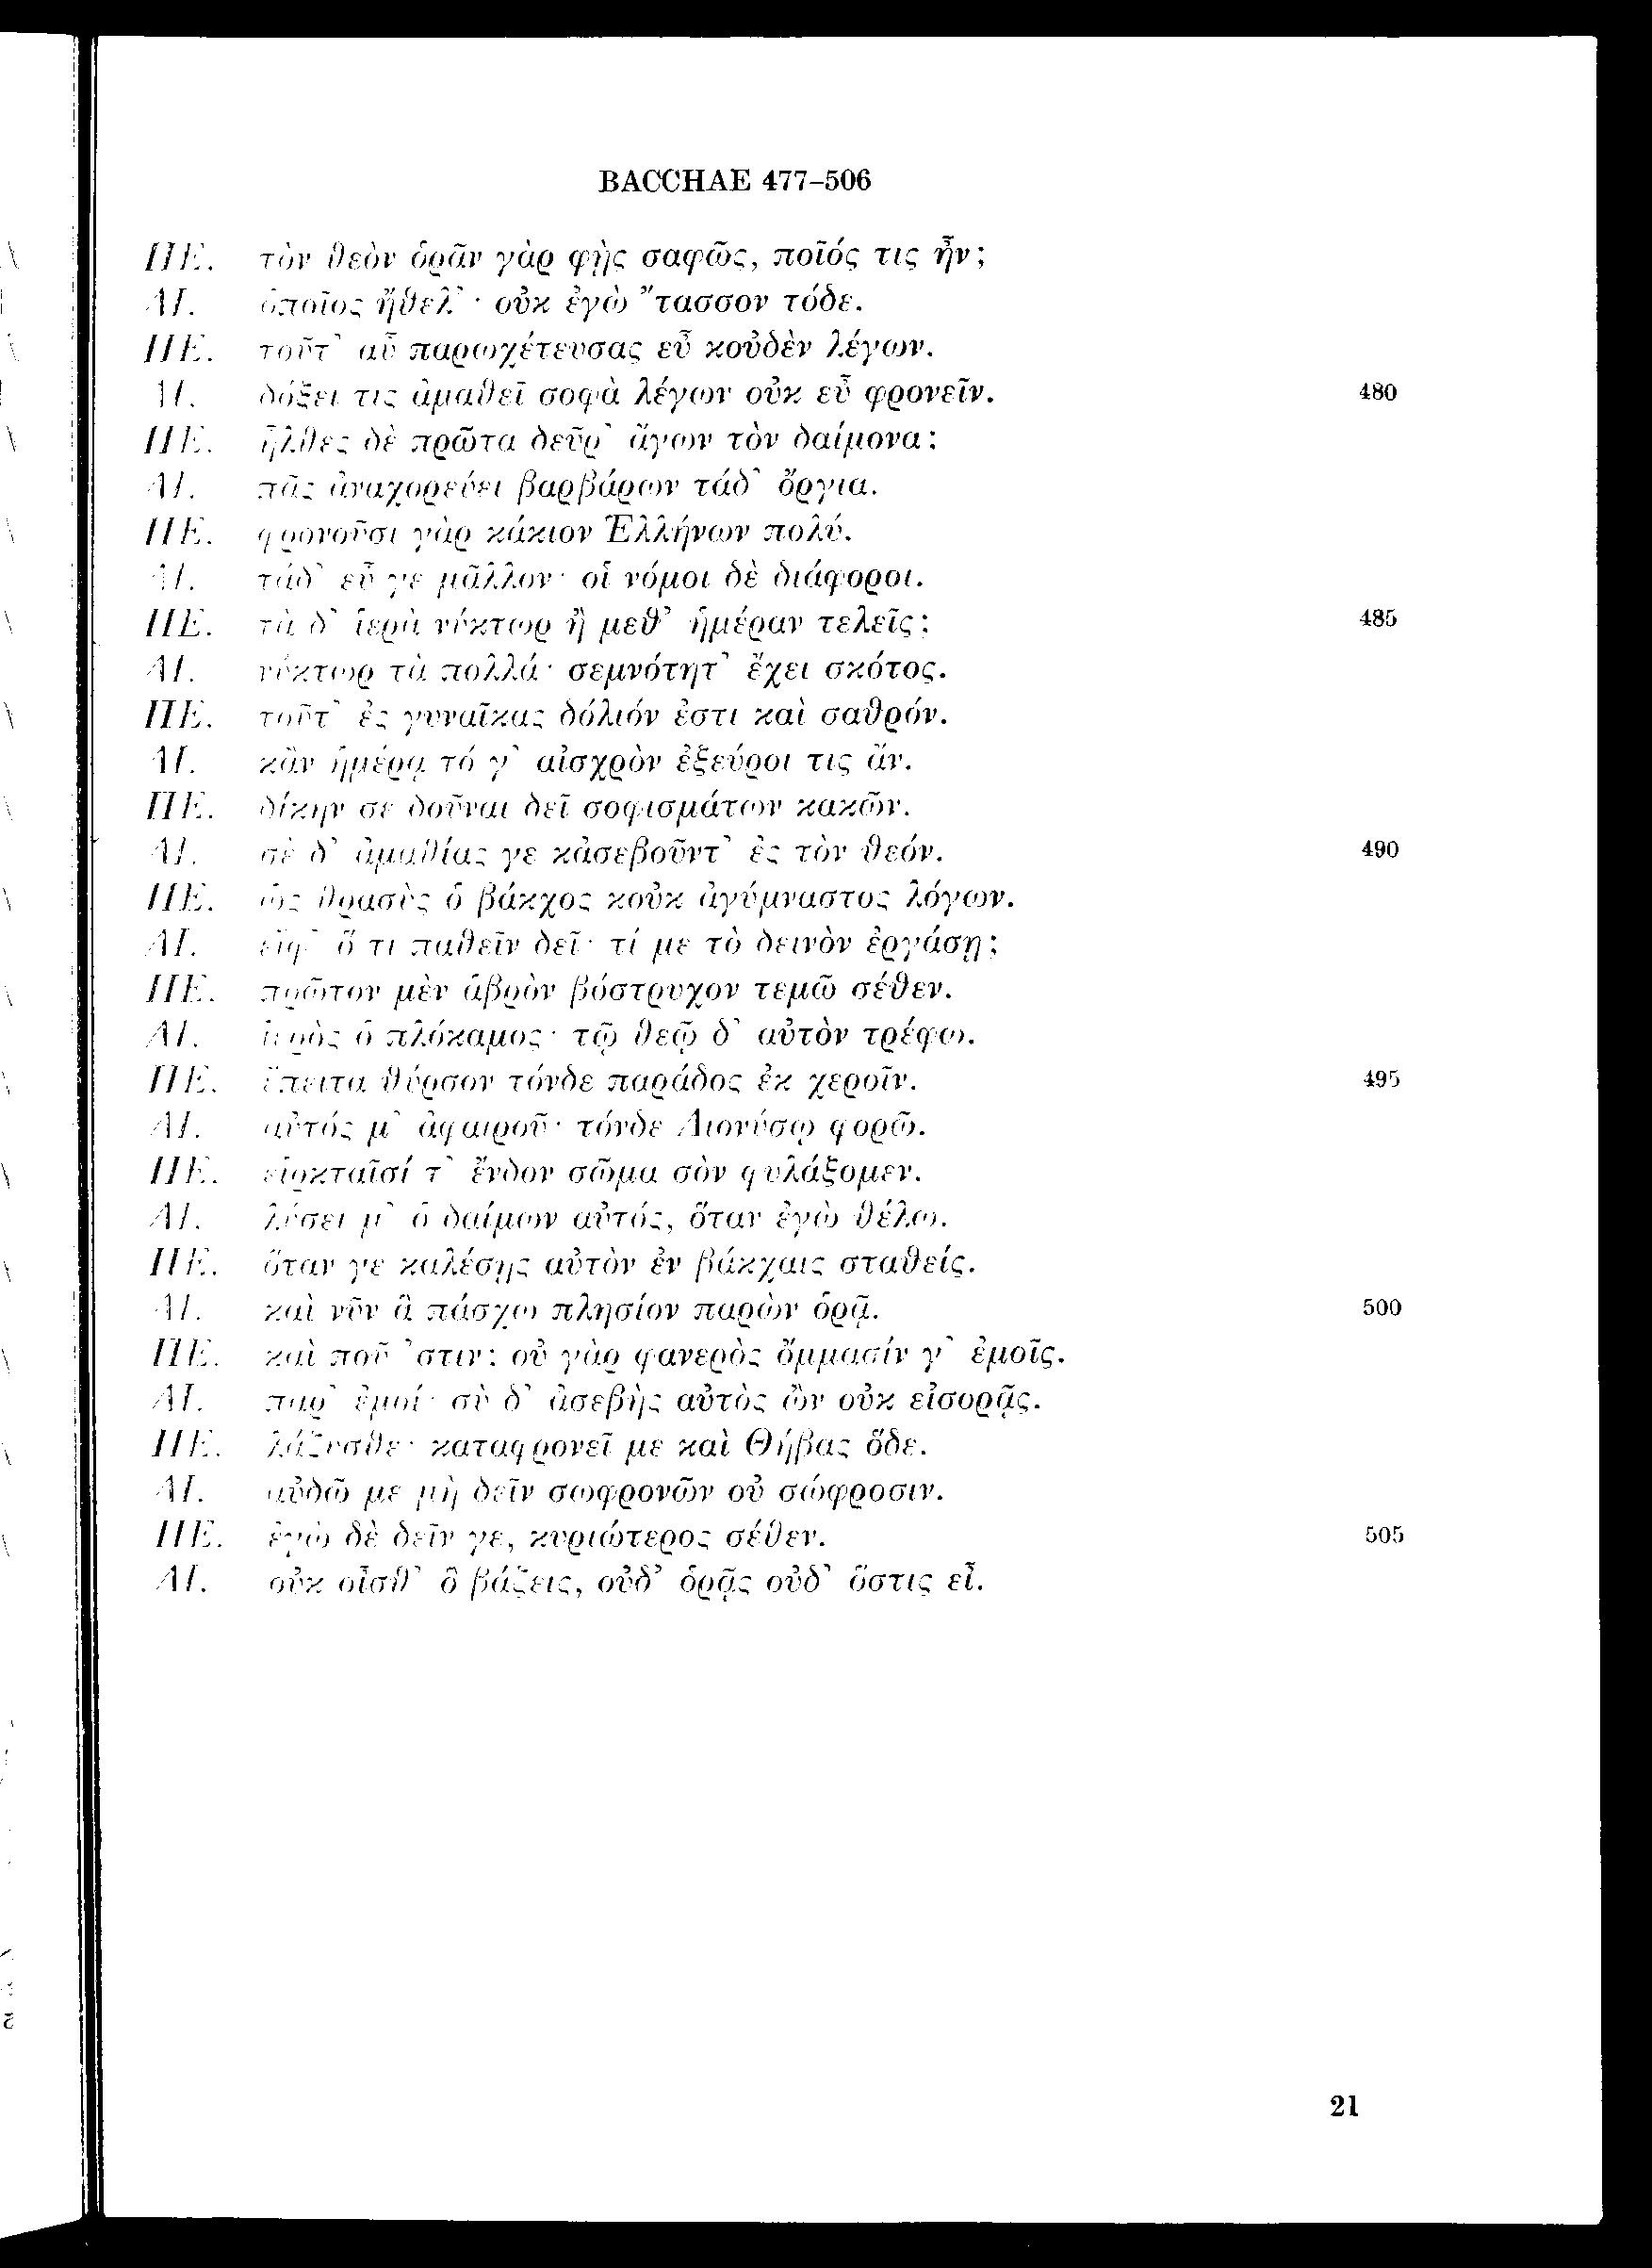 BACCHAE 477–506
ΠΕ. τὸν θεὸν ὁρᾶν γὰρ φῂς σαφῶς, ποῖός τις ἦν;
ΔΙ. ὁποῖος ἤθελ᾽· οὐκ ἐγὼ ᾽´τασσον τόδε.
ΠΕ. τοῦτ᾽ αὖ παρωχέτευσας εὖ κοὐδὲν λέγων.
ΔΙ. δόξει τις ἀμαθεῖ σοφὰ λέγων οὐκ εὖ φρονεῖν. 480
ΠΕ. ἦλθες δὲ πρῶτα δεῦρ᾽ ἄγων τὸν δαίμονα;
ΔΙ. πᾶς ἀναχορεύει βαρβάρων τάδ᾽ ὄργια.
ΠΕ. φρονοῦσι γὰρ κάκιον Ἑλλήνων πολύ.
ΔΙ. τάδ᾽ εὖ γε μᾶλλον· οἱ νόμοι δὲ διάφοροι.
ΠΕ. τὰ δ᾽ ἱερὰ νύκτωρ ἢ μεθ᾽ ἡμέραν τελεῖς; 485
ΔΙ. νύκτωρ τὰ πολλά· σεμνότητ᾽ ἔχει σκότος.
ΠΕ. τοῦτ᾽ ἐς γυναῖκας δόλιόν ἐστι καὶ σαθρόν.
ΔΙ. κἀν ἡμέρᾳ τό γ᾽ αἰσχρὸν ἐξεύροι τις ἄν.
ΠΕ. δίκην σε δοῦναι δεῖ σοφισμάτων κακῶν.
ΔΙ. σὲ δ᾽ ἀμαθίας γε κἀσεβοῦντ᾽ ἐς τὸν θεόν. 490
ΠΕ. ὡς θρασὺς ὁ βάκχος κοὐκ ἀγύμναστος λόγων.
ΔΙ. εἴφ᾽ ὅ τι παθεῖν δεῖ· τί με τὸ δεινὸν ἐργάσῃ;
ΠΕ. πρῶτον μὲν ἁβρὸν βόστρυχον τεμῶ σέθεν.
ΔΙ. ἱερὸς ὁ πλόκαμος· τῷ θεῷ δ᾽ αὐτὸν τρέφω.
ΠΕ. ἔπειτα θύρσον τόνδε παράδος ἐκ χεροῖν. 495
ΔΙ. αὐτός μ᾽ ἀφαιροῦ· τόνδε Διονύσῳ φορῶ.
ΠΕ. εἱρκταῖσί τ᾽ ἔνδον σῶμα σὸν φυλάξομεν.
ΔΙ. λύσει μ᾽ ὁ δαίμων αὐτός, ὅταν ἐγὼ θέλω.
ΠΕ. ὅταν γε καλέσῃς αὐτὸν ἐν βάκχαις σταθείς.
ΔΙ. καὶ νῦν ἃ πάσχω πλησίον παρὼν ὁρᾷ. 500
ΠΕ. καὶ ποῦ ᾽στιν; οὐ γὰρ φανερὸς ὄμμασίν γ᾽ ἐμοῖς.
ΔΙ. παρ᾽ ἐμοί· σὺ δ᾽ ἀσεβὴς αὐτὸς ὢν οὐκ εἰσορᾷς.
ΠΕ. λάζυσθε· καταφρονεῖ με καὶ Θήβας ὅδε.
ΔΙ. αὐδῶ με μὴ δεῖν σωφρονῶν οὐ σώφροσιν.
ΠΕ. ἐγὼ δὲ δεῖν γε, κυριώτερος σέθεν. 505
ΔΙ. οὐκ οἶσθ᾽ ὃ βάζεις, οὐδ᾽ ὁρᾷς οὐδ᾽ ὅστις εἶ.
21